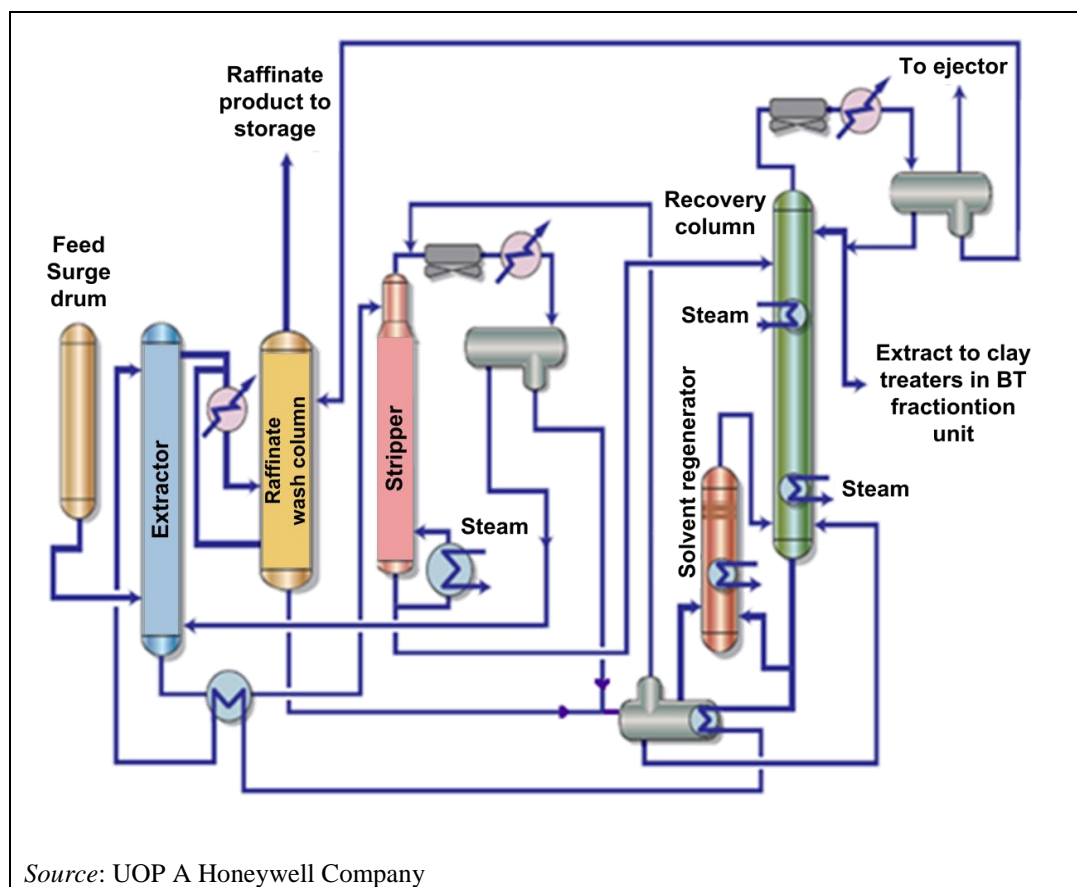 Raffinate
product to
storage
To ejector
Recovery
column
Feed
Surge
drum
Steam
Extract to clay
treaters in BT
fractiontion
unit
Extractor
Raffinate
wash column
Stripper
Solvent regenerator
Steam
Steam
Source: UOP A Honeywell Company